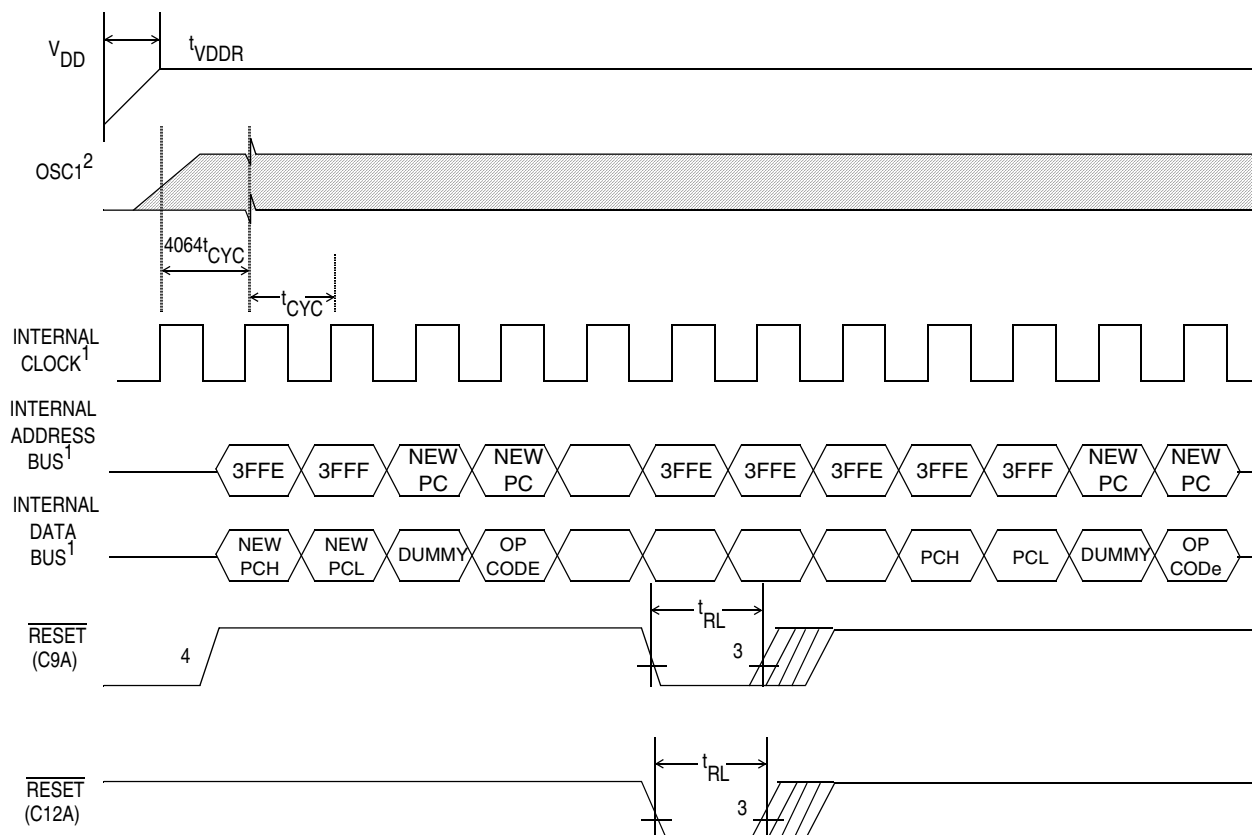 V_DD
t_VDDR
OSC1²
4064t_CYC
t_CYC
INTERNAL
CLOCK¹
INTERNAL
ADDRESS
BUS¹
3FFE 3FFF NEW PC NEW PC 3FFE 3FFE 3FFE 3FFE 3FFF NEW PC NEW PC
INTERNAL
DATA
BUS¹
NEW PCH NEW PCL DUMMY OP CODE PCH PCL DUMMY OP CODe
t_RL
RESET
(C9A)
4
3
t_RL
RESET
(C12A)
3